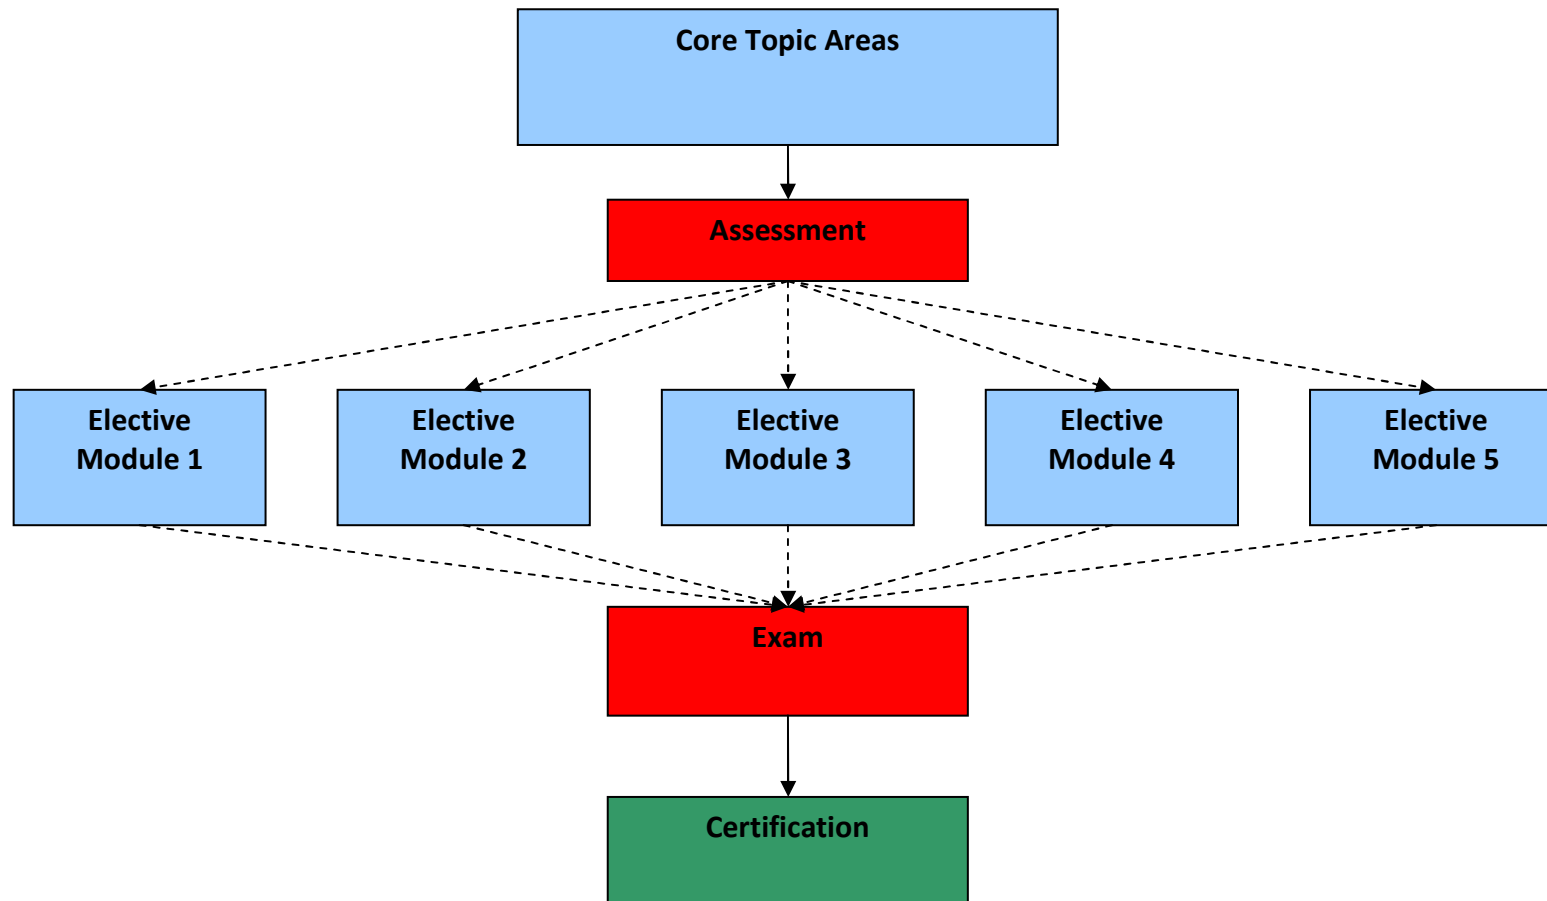 Core Topic Areas
Assessment
Elective
Module 1
Elective
Module 2
Elective
Module 3
Elective
Module 4
Elective
Module 5
Exam
Certification